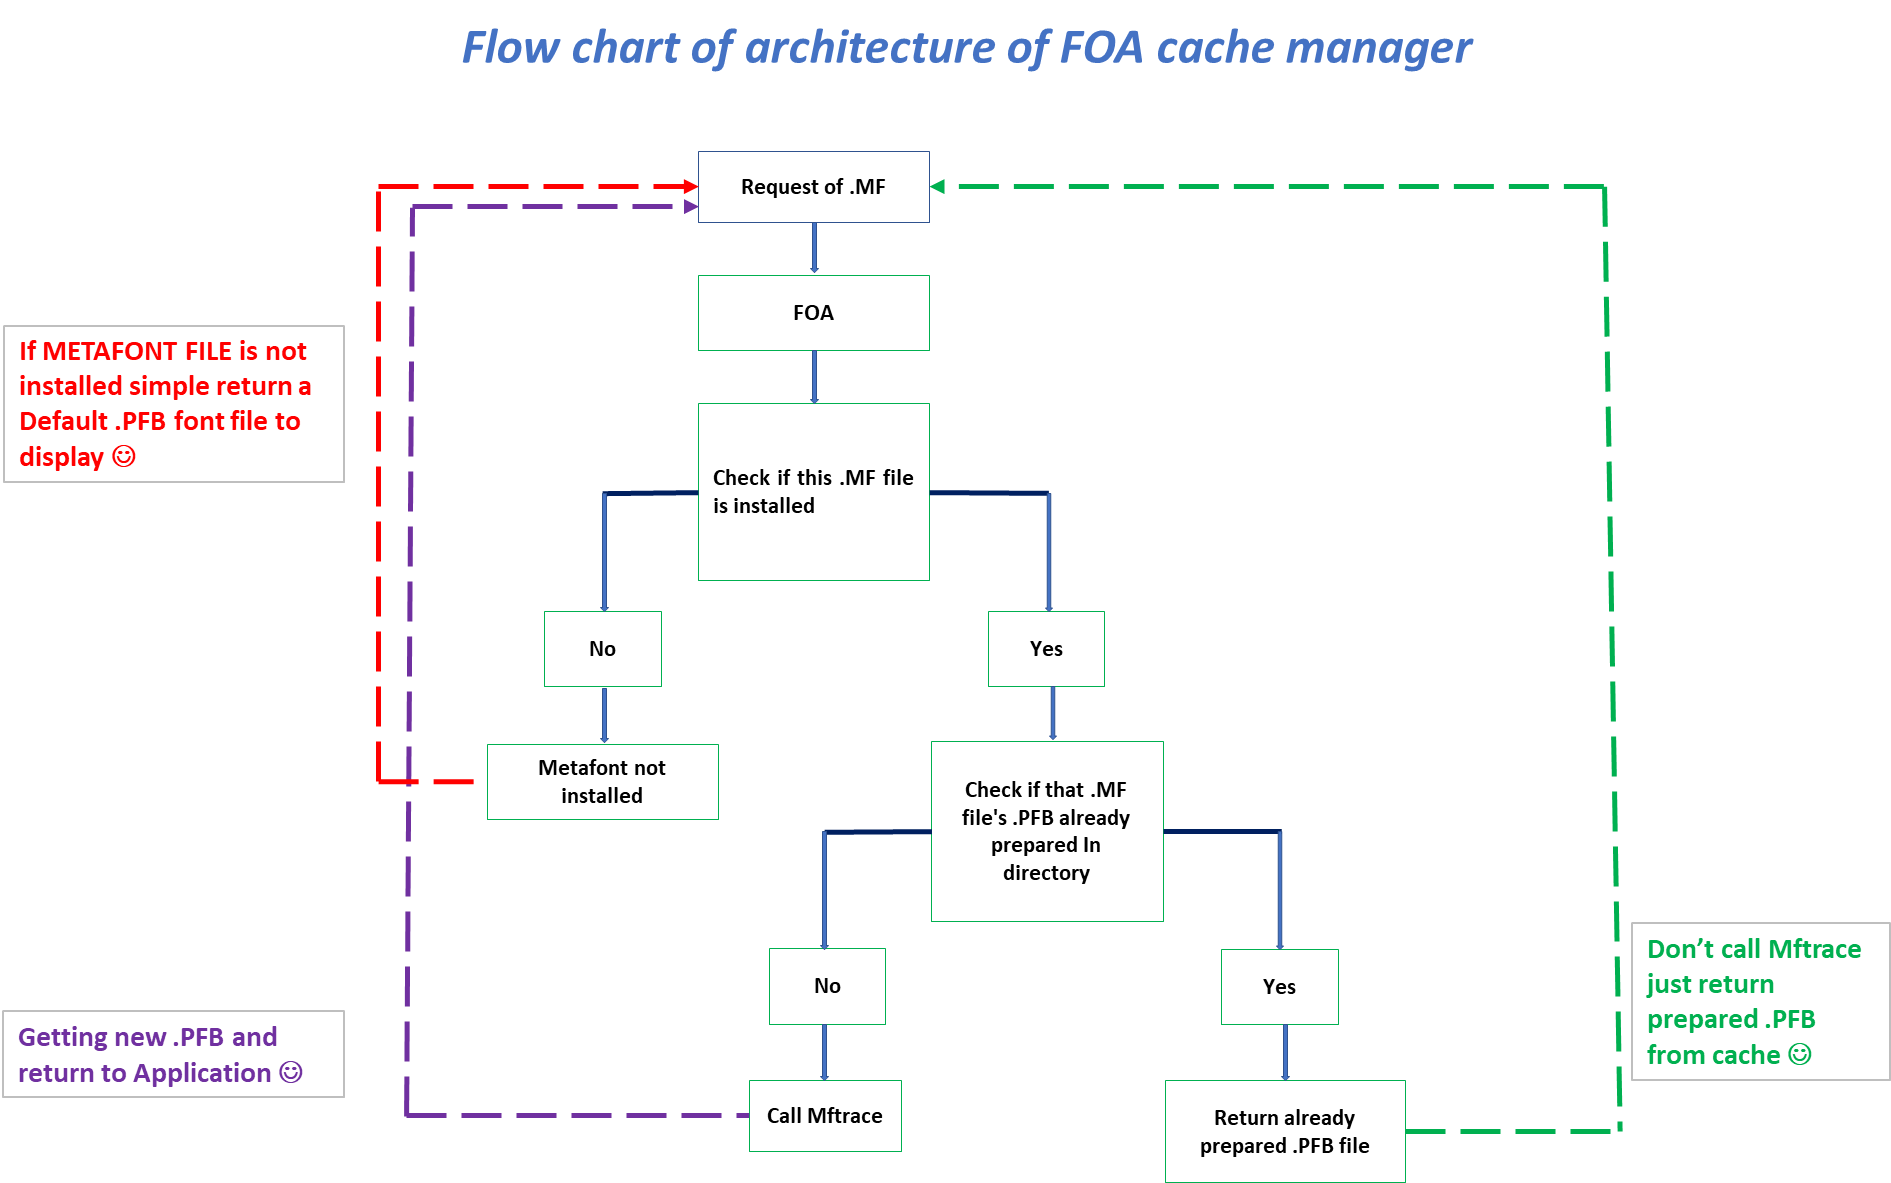 Flow chart of architecture of FOA cache manager
Request of .MF
FOA
If METAFONT FILE is not
installed simple return a
Default .PFB font file to
display ☺
Check if this .MF file
is installed
No
Yes
Metafont not
installed
Check if that .MF
file's .PFB already
prepared In
directory
No
Yes
Don’t call Mftrace
just return
prepared .PFB
from cache ☺
Getting new .PFB and
return to Application ☺
Call Mftrace
Return already
prepared .PFB file